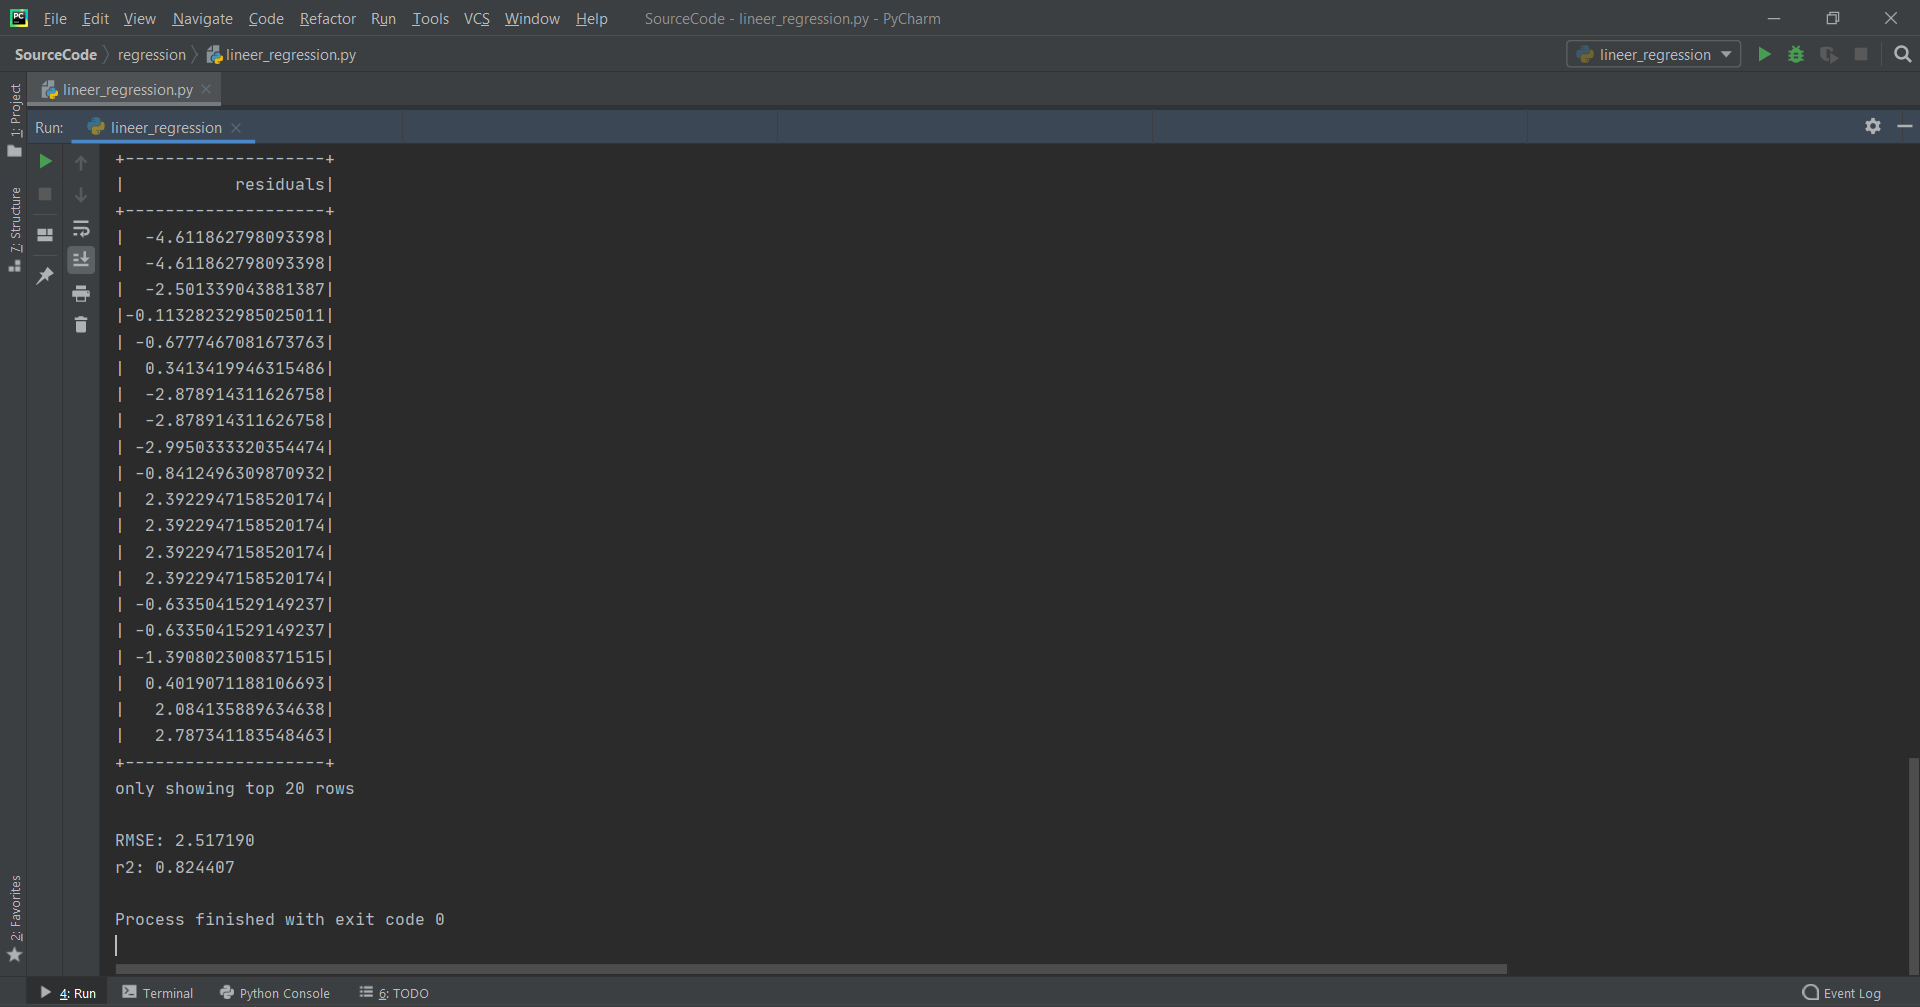 PC File Edit View Navigate Code Refactor Run Tools VCS Window Help SourceCode - lineer_regression.py - PyCharm
SourceCode regression lineer_regression.py lineer_regression
lineer_regression.py
1: Project
7: Structure
2: Favorites
Run: lineer_regression
+--------------------+
|           residuals|
+--------------------+
|  -4.611862798093398|
|  -4.611862798093398|
|  -2.501339043881387|
|-0.11328232985025011|
| -0.6777467081673763|
|  0.3413419946315486|
|  -2.878914311626758|
|  -2.878914311626758|
| -2.9950333320354474|
| -0.8412496309870932|
|  2.3922947158520174|
|  2.3922947158520174|
|  2.3922947158520174|
|  2.3922947158520174|
| -0.6335041529149237|
| -0.6335041529149237|
| -1.3908023008371515|
|  0.4019071188106693|
|   2.084135889634638|
|   2.787341183548463|
+--------------------+
only showing top 20 rows
RMSE: 2.517190
r2: 0.824407
Process finished with exit code 0
4: Run Terminal Python Console 6: TODO Event Log